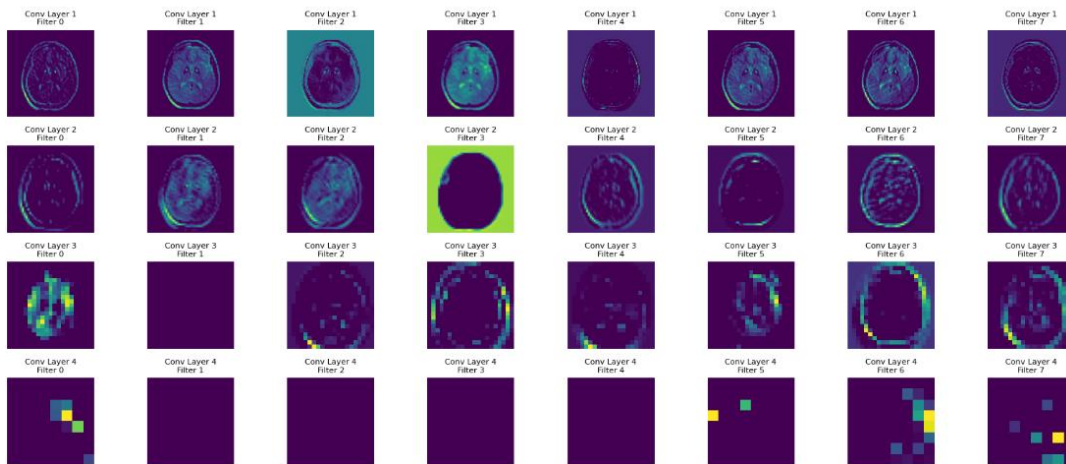 Conv Layer 1
Filter 0
Conv Layer 1
Filter 1
Conv Layer 1
Filter 2
Conv Layer 1
Filter 3
Conv Layer 1
Filter 4
Conv Layer 1
Filter 5
Conv Layer 1
Filter 6
Conv Layer 1
Filter 7
Conv Layer 2
Filter 0
Conv Layer 2
Filter 1
Conv Layer 2
Filter 2
Conv Layer 2
Filter 3
Conv Layer 2
Filter 4
Conv Layer 2
Filter 5
Conv Layer 2
Filter 6
Conv Layer 2
Filter 7
Conv Layer 3
Filter 0
Conv Layer 3
Filter 1
Conv Layer 3
Filter 2
Conv Layer 3
Filter 3
Conv Layer 3
Filter 4
Conv Layer 3
Filter 5
Conv Layer 3
Filter 6
Conv Layer 3
Filter 7
Conv Layer 4
Filter 0
Conv Layer 4
Filter 1
Conv Layer 4
Filter 2
Conv Layer 4
Filter 3
Conv Layer 4
Filter 4
Conv Layer 4
Filter 5
Conv Layer 4
Filter 6
Conv Layer 4
Filter 7